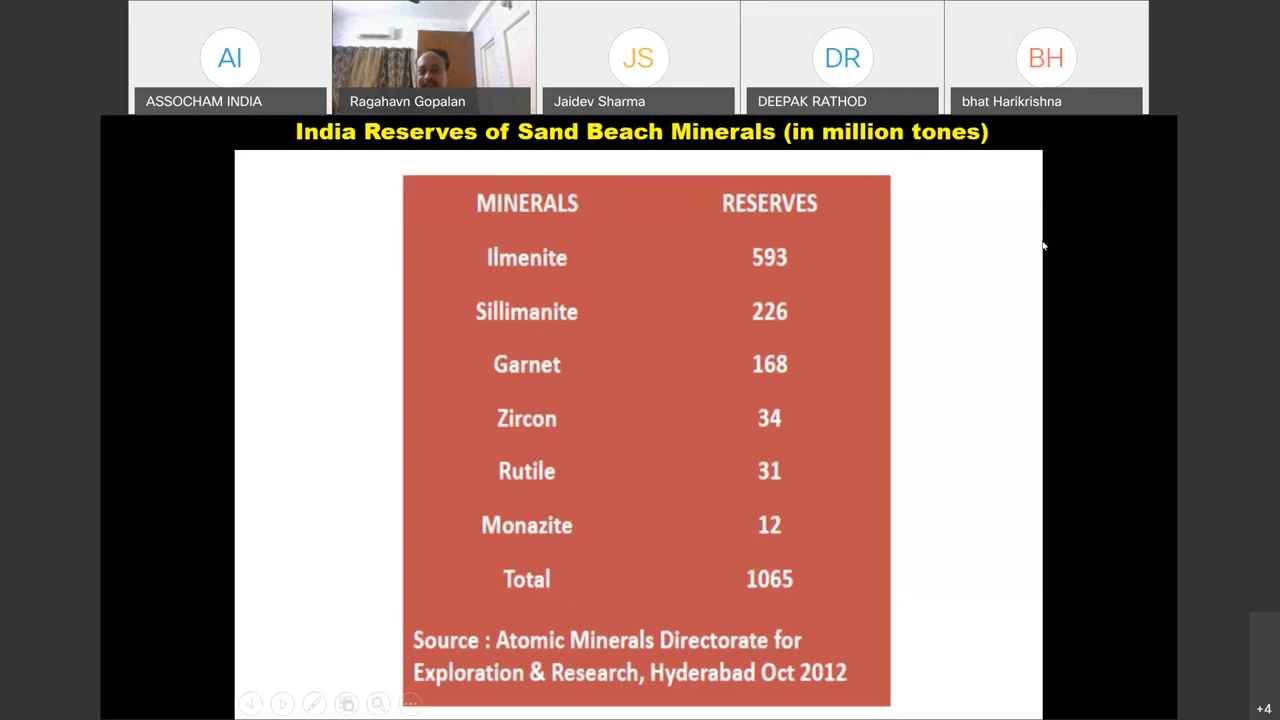 AI
JS
DR
BH
ASSOCHAM INDIA
Ragahavn Gopalan
Jaidev Sharma
DEEPAK RATHOD
bhat Harikrishna
India Reserves of Sand Beach Minerals (in million tones)
MINERALS RESERVES
Ilmenite 593
Sillimanite 226
Garnet 168
Zircon 34
Rutile 31
Monazite 12
Total 1065
Source : Atomic Minerals Directorate for
Exploration & Research, Hyderabad Oct 2012
+4